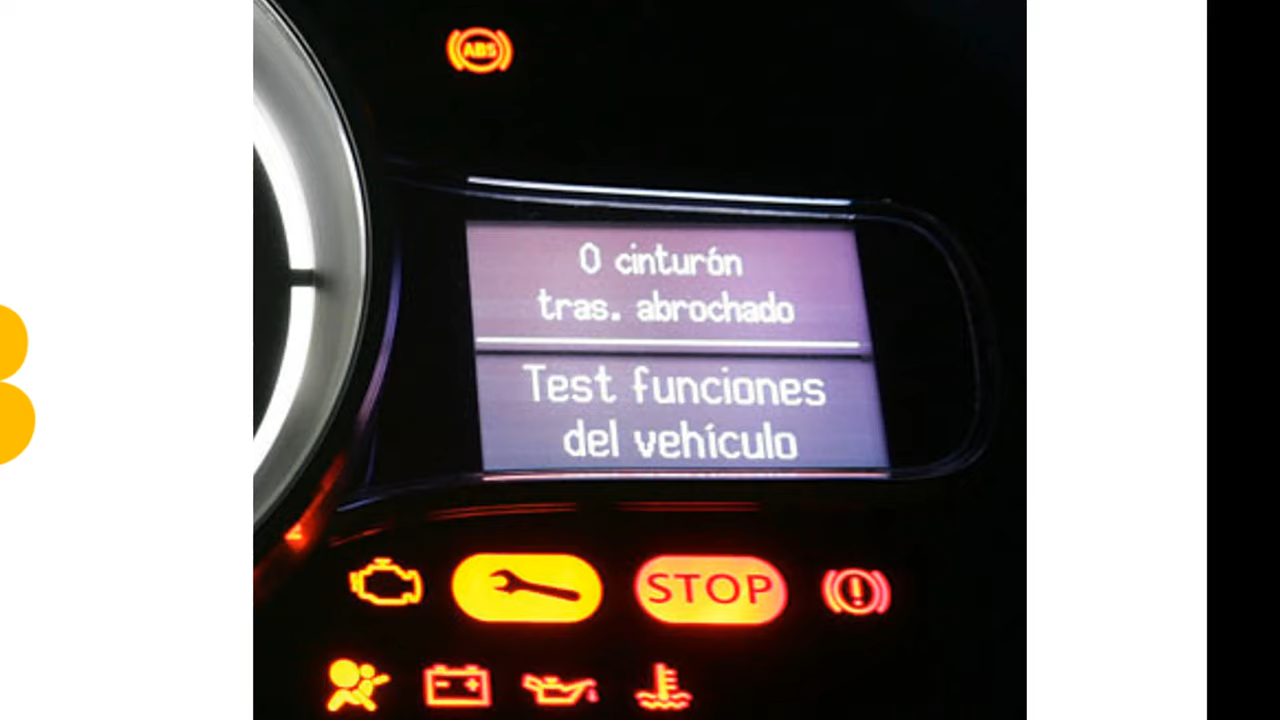 ABS
0 cinturón
tras. abrochado
Test funciones
del vehículo
STOP